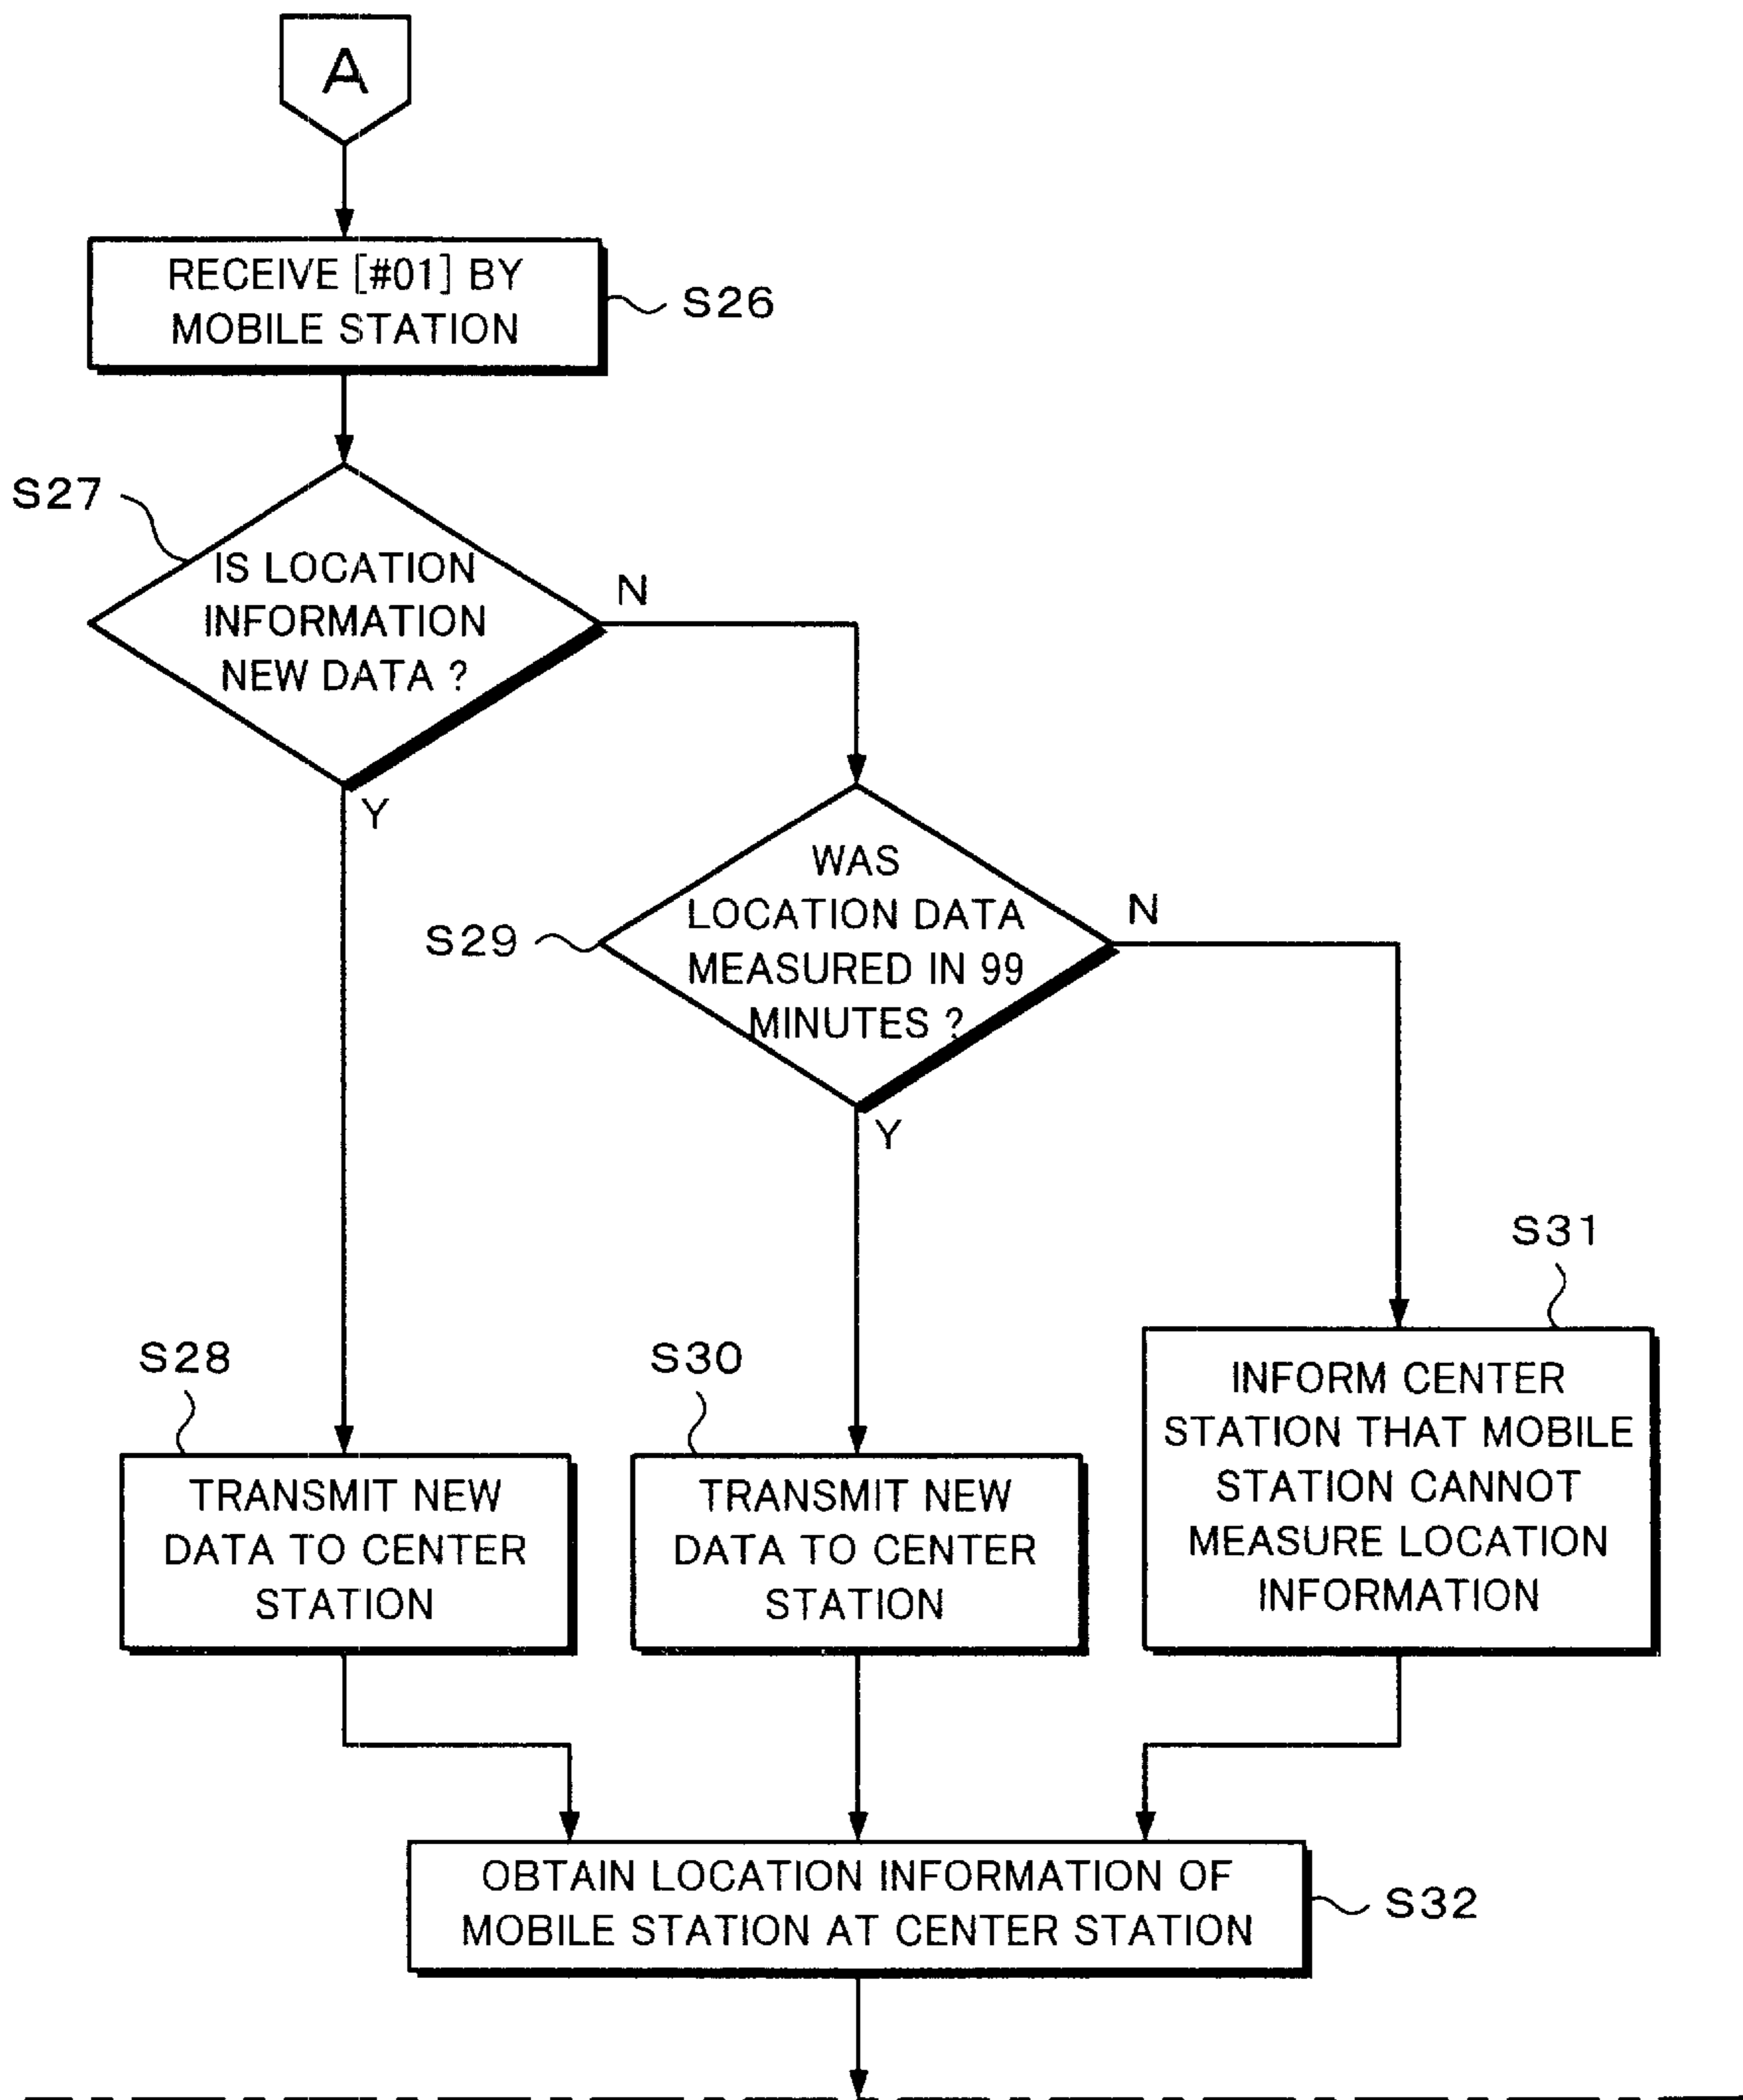 A
RECEIVE [#01] BY
MOBILE STATION
S26
S27
IS LOCATION
INFORMATION
NEW DATA ?
N
Y
WAS
LOCATION DATA
MEASURED IN 99
MINUTES ?
S29
N
Y
S28
TRANSMIT NEW
DATA TO CENTER
STATION
S30
TRANSMIT NEW
DATA TO CENTER
STATION
S31
INFORM CENTER
STATION THAT MOBILE
STATION CANNOT
MEASURE LOCATION
INFORMATION
OBTAIN LOCATION INFORMATION OF
MOBILE STATION AT CENTER STATION
S32